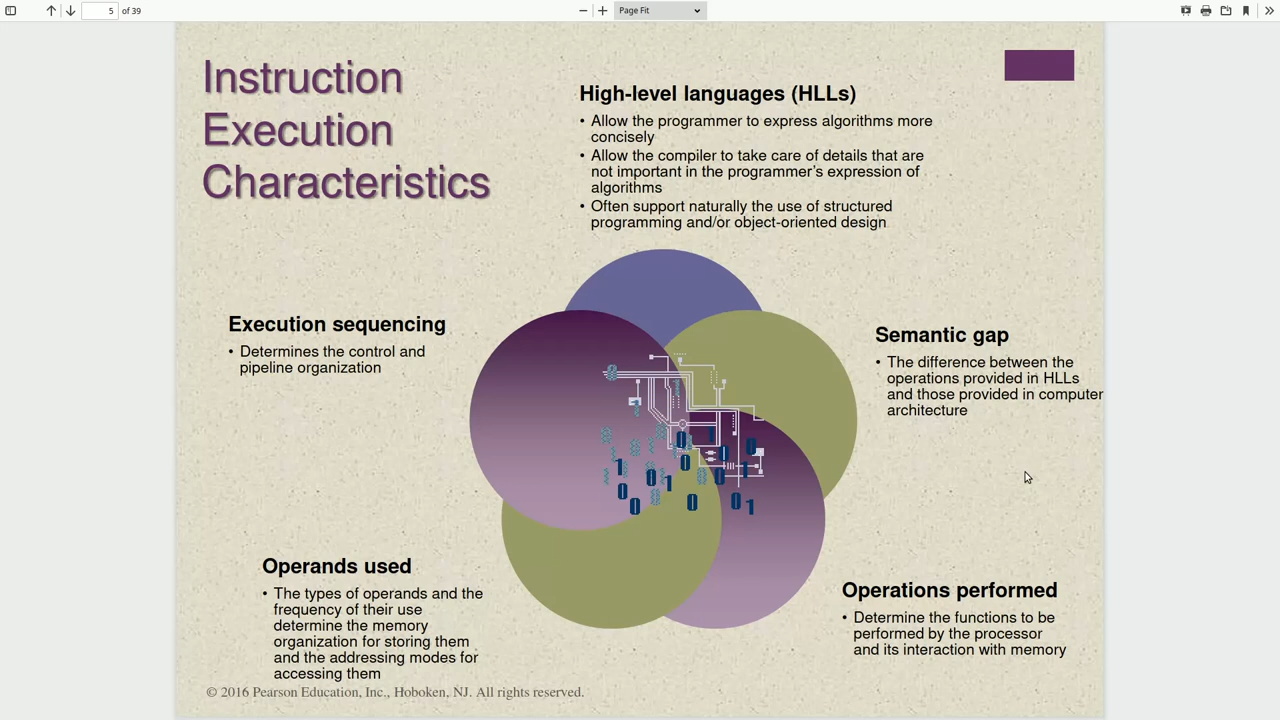 5 of 39
Page Fit
Instruction
Execution
Characteristics
High-level languages (HLLs)
• Allow the programmer to express algorithms more
concisely
• Allow the compiler to take care of details that are
not important in the programmer's expression of
algorithms
• Often support naturally the use of structured
programming and/or object-oriented design
Execution sequencing
• Determines the control and
pipeline organization
Semantic gap
• The difference between the
operations provided in HLLs
and those provided in computer
architecture
Operands used
• The types of operands and the
frequency of their use
determine the memory
organization for storing them
and the addressing modes for
accessing them
Operations performed
• Determine the functions to be
performed by the processor
and its interaction with memory
© 2016 Pearson Education, Inc., Hoboken, NJ. All rights reserved.